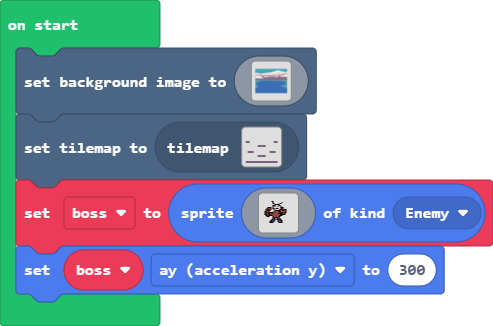 on start
set background image to
set tilemap to tilemap
set boss to sprite of kind Enemy
set boss ay (acceleration y) to 300